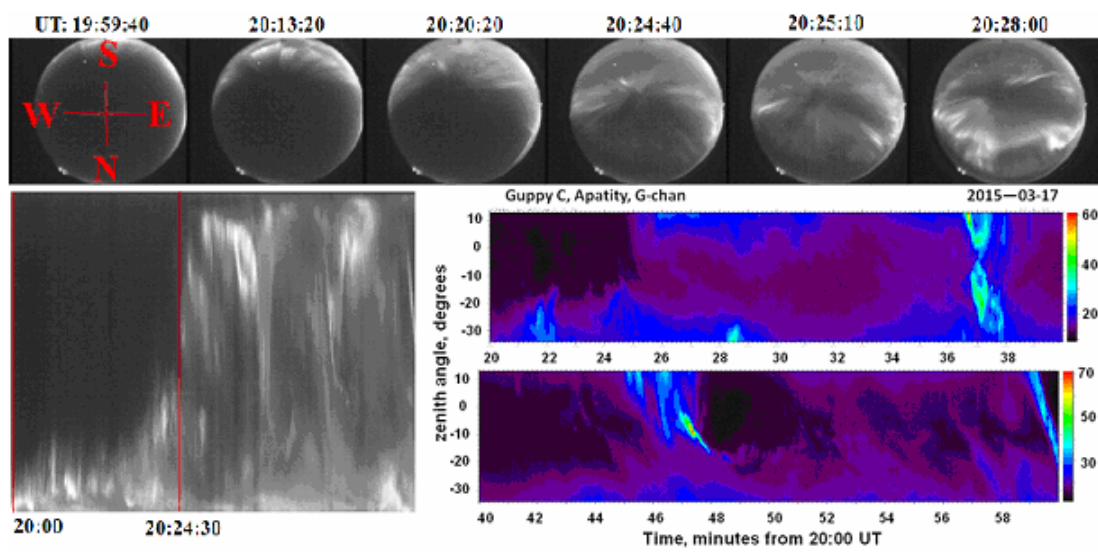 UT: 19:59:40 20:13:20 20:20:20 20:24:40 20:25:10 20:28:00
S
W E
N
Guppy C, Apatity, G-chan 2015—03-17
10
0
-10
-20
-30
60
40
20
20 22 24 26 28 30 32 34 36 38
zenith angle, degrees
10
0
-10
-20
-30
70
50
30
40 42 44 46 48 50 52 54 56 58
20:00 20:24:30
Time, minutes from 20:00 UT